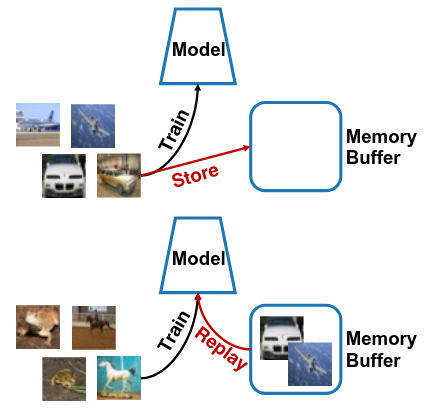 Model
Train
Store
Memory
Buffer
Model
Train
Replay
Memory
Buffer